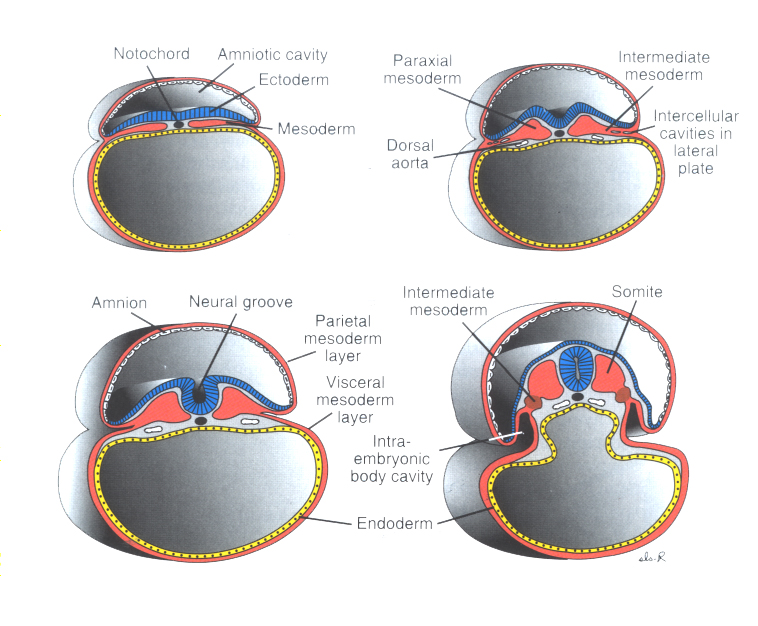 Notochord
Amniotic cavity
Ectoderm
Mesoderm
Paraxial
mesoderm
Intermediate
mesoderm
Intercellular
cavities in
lateral
plate
Dorsal
aorta
Amnion
Neural groove
Parietal
mesoderm
layer
Visceral
mesoderm
layer
Intermediate
mesoderm
Somite
Intra-
embryonic
body cavity
Endoderm